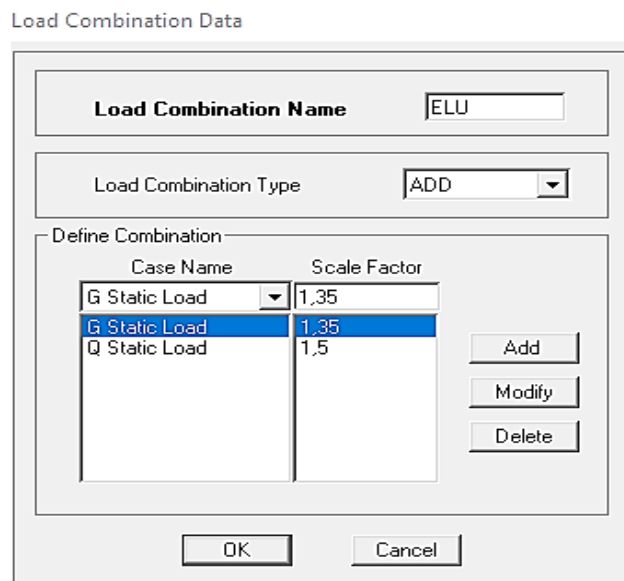 Load Combination Data
Load Combination Name ELU
Load Combination Type ADD
Define Combination
Case Name Scale Factor
G Static Load 1,35
G Static Load 1,35
Q Static Load 1,5
Add
Modify
Delete
OK Cancel